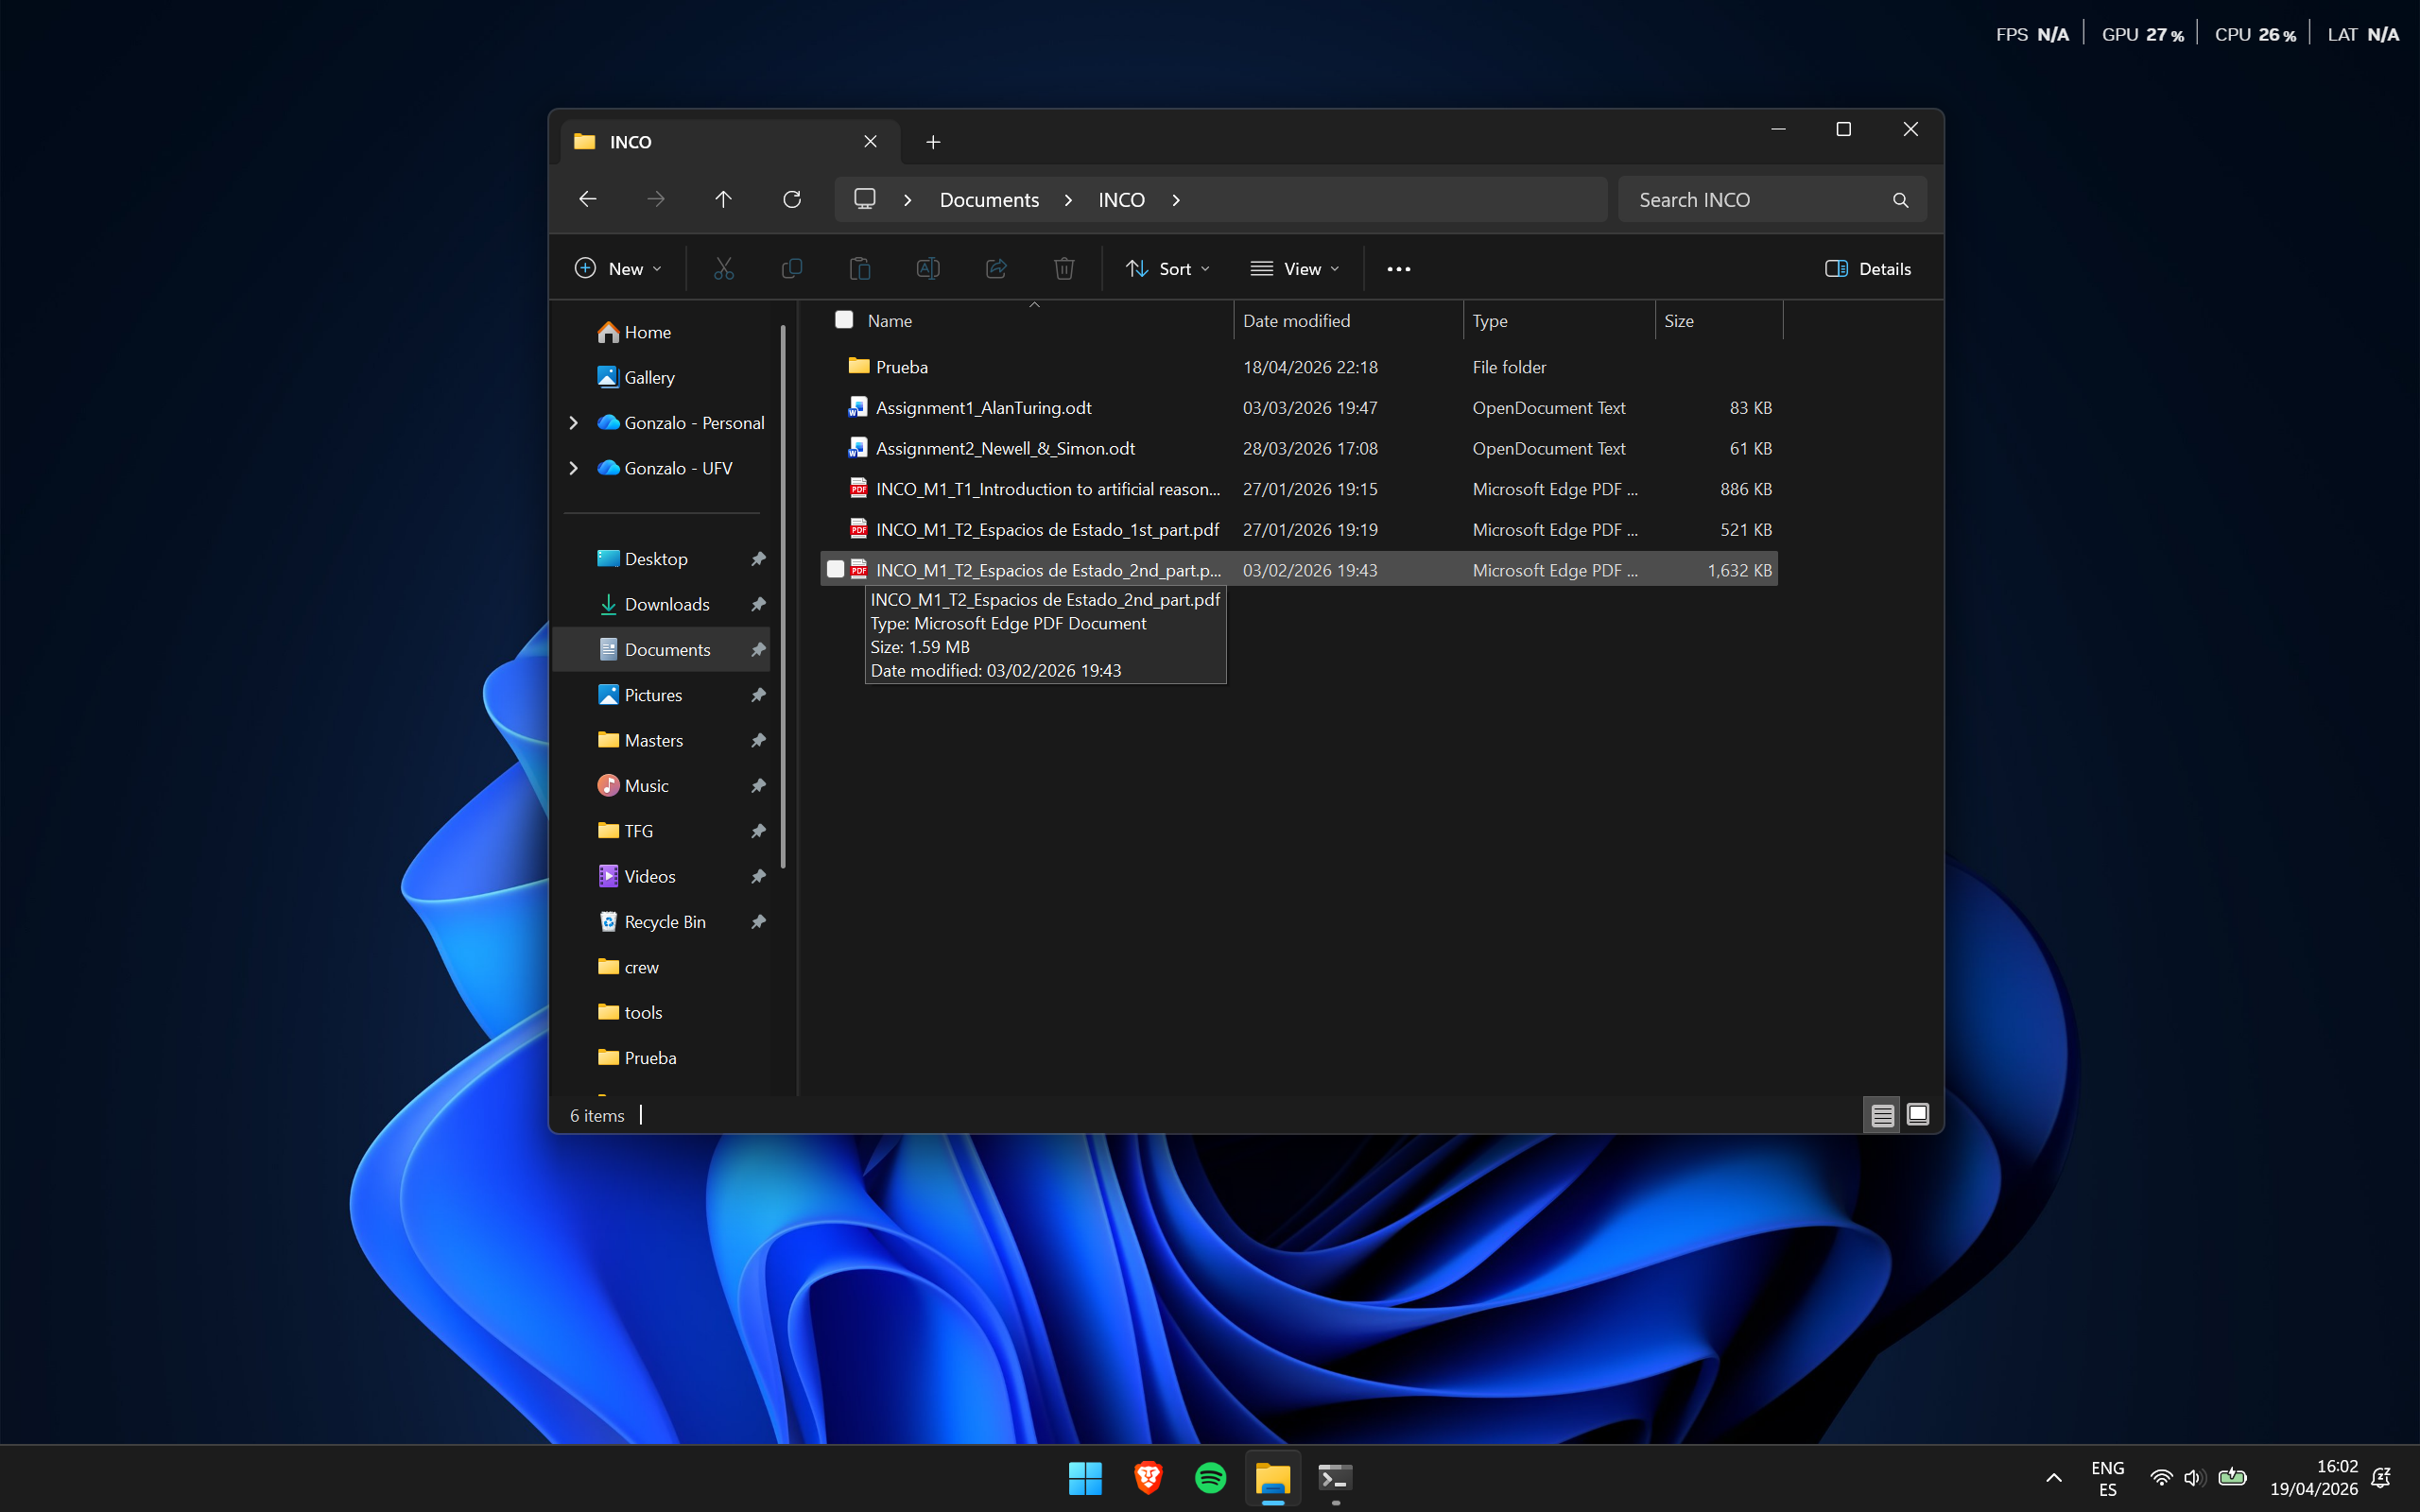 FPS N/A GPU 27 % CPU 26 % LAT N/A
INCO
Documents INCO
Search INCO
New Sort View Details
Name Date modified Type Size
Home
Gallery
Gonzalo - Personal
Gonzalo - UFV
Desktop
Downloads
Documents
Pictures
Masters
Music
TFG
Videos
Recycle Bin
crew
tools
Prueba
Prueba 18/04/2026 22:18 File folder
Assignment1_AlanTuring.odt 03/03/2026 19:47 OpenDocument Text 83 KB
Assignment2_Newell_&_Simon.odt 28/03/2026 17:08 OpenDocument Text 61 KB
INCO_M1_T1_Introduction to artificial reason... 27/01/2026 19:15 Microsoft Edge PDF ... 886 KB
INCO_M1_T2_Espacios de Estado_1st_part.pdf 27/01/2026 19:19 Microsoft Edge PDF ... 521 KB
INCO_M1_T2_Espacios de Estado_2nd_part.p... 03/02/2026 19:43 Microsoft Edge PDF ... 1,632 KB
INCO_M1_T2_Espacios de Estado_2nd_part.pdf
Type: Microsoft Edge PDF Document
Size: 1.59 MB
Date modified: 03/02/2026 19:43
6 items
ENG
ES
16:02
19/04/2026